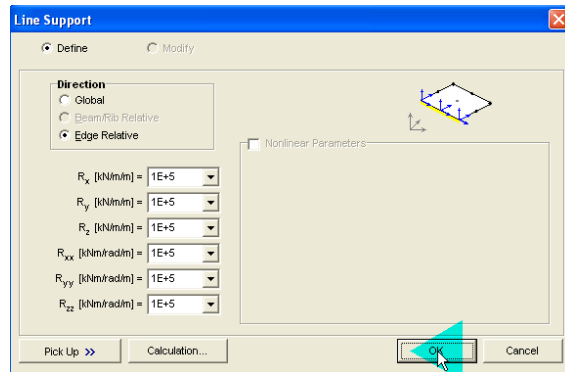 Line Support
Define
Modify
Direction
Global
Beam/Rib Relative
Edge Relative
Nonlinear Parameters
Rx [kN/m/m] = 1E+5
Ry [kN/m/m] = 1E+5
Rz [kN/m/m] = 1E+5
Rxx [kNm/rad/m] = 1E+5
Ryy [kNm/rad/m] = 1E+5
Rzz [kNm/rad/m] = 1E+5
Pick Up >> Calculation... OK Cancel